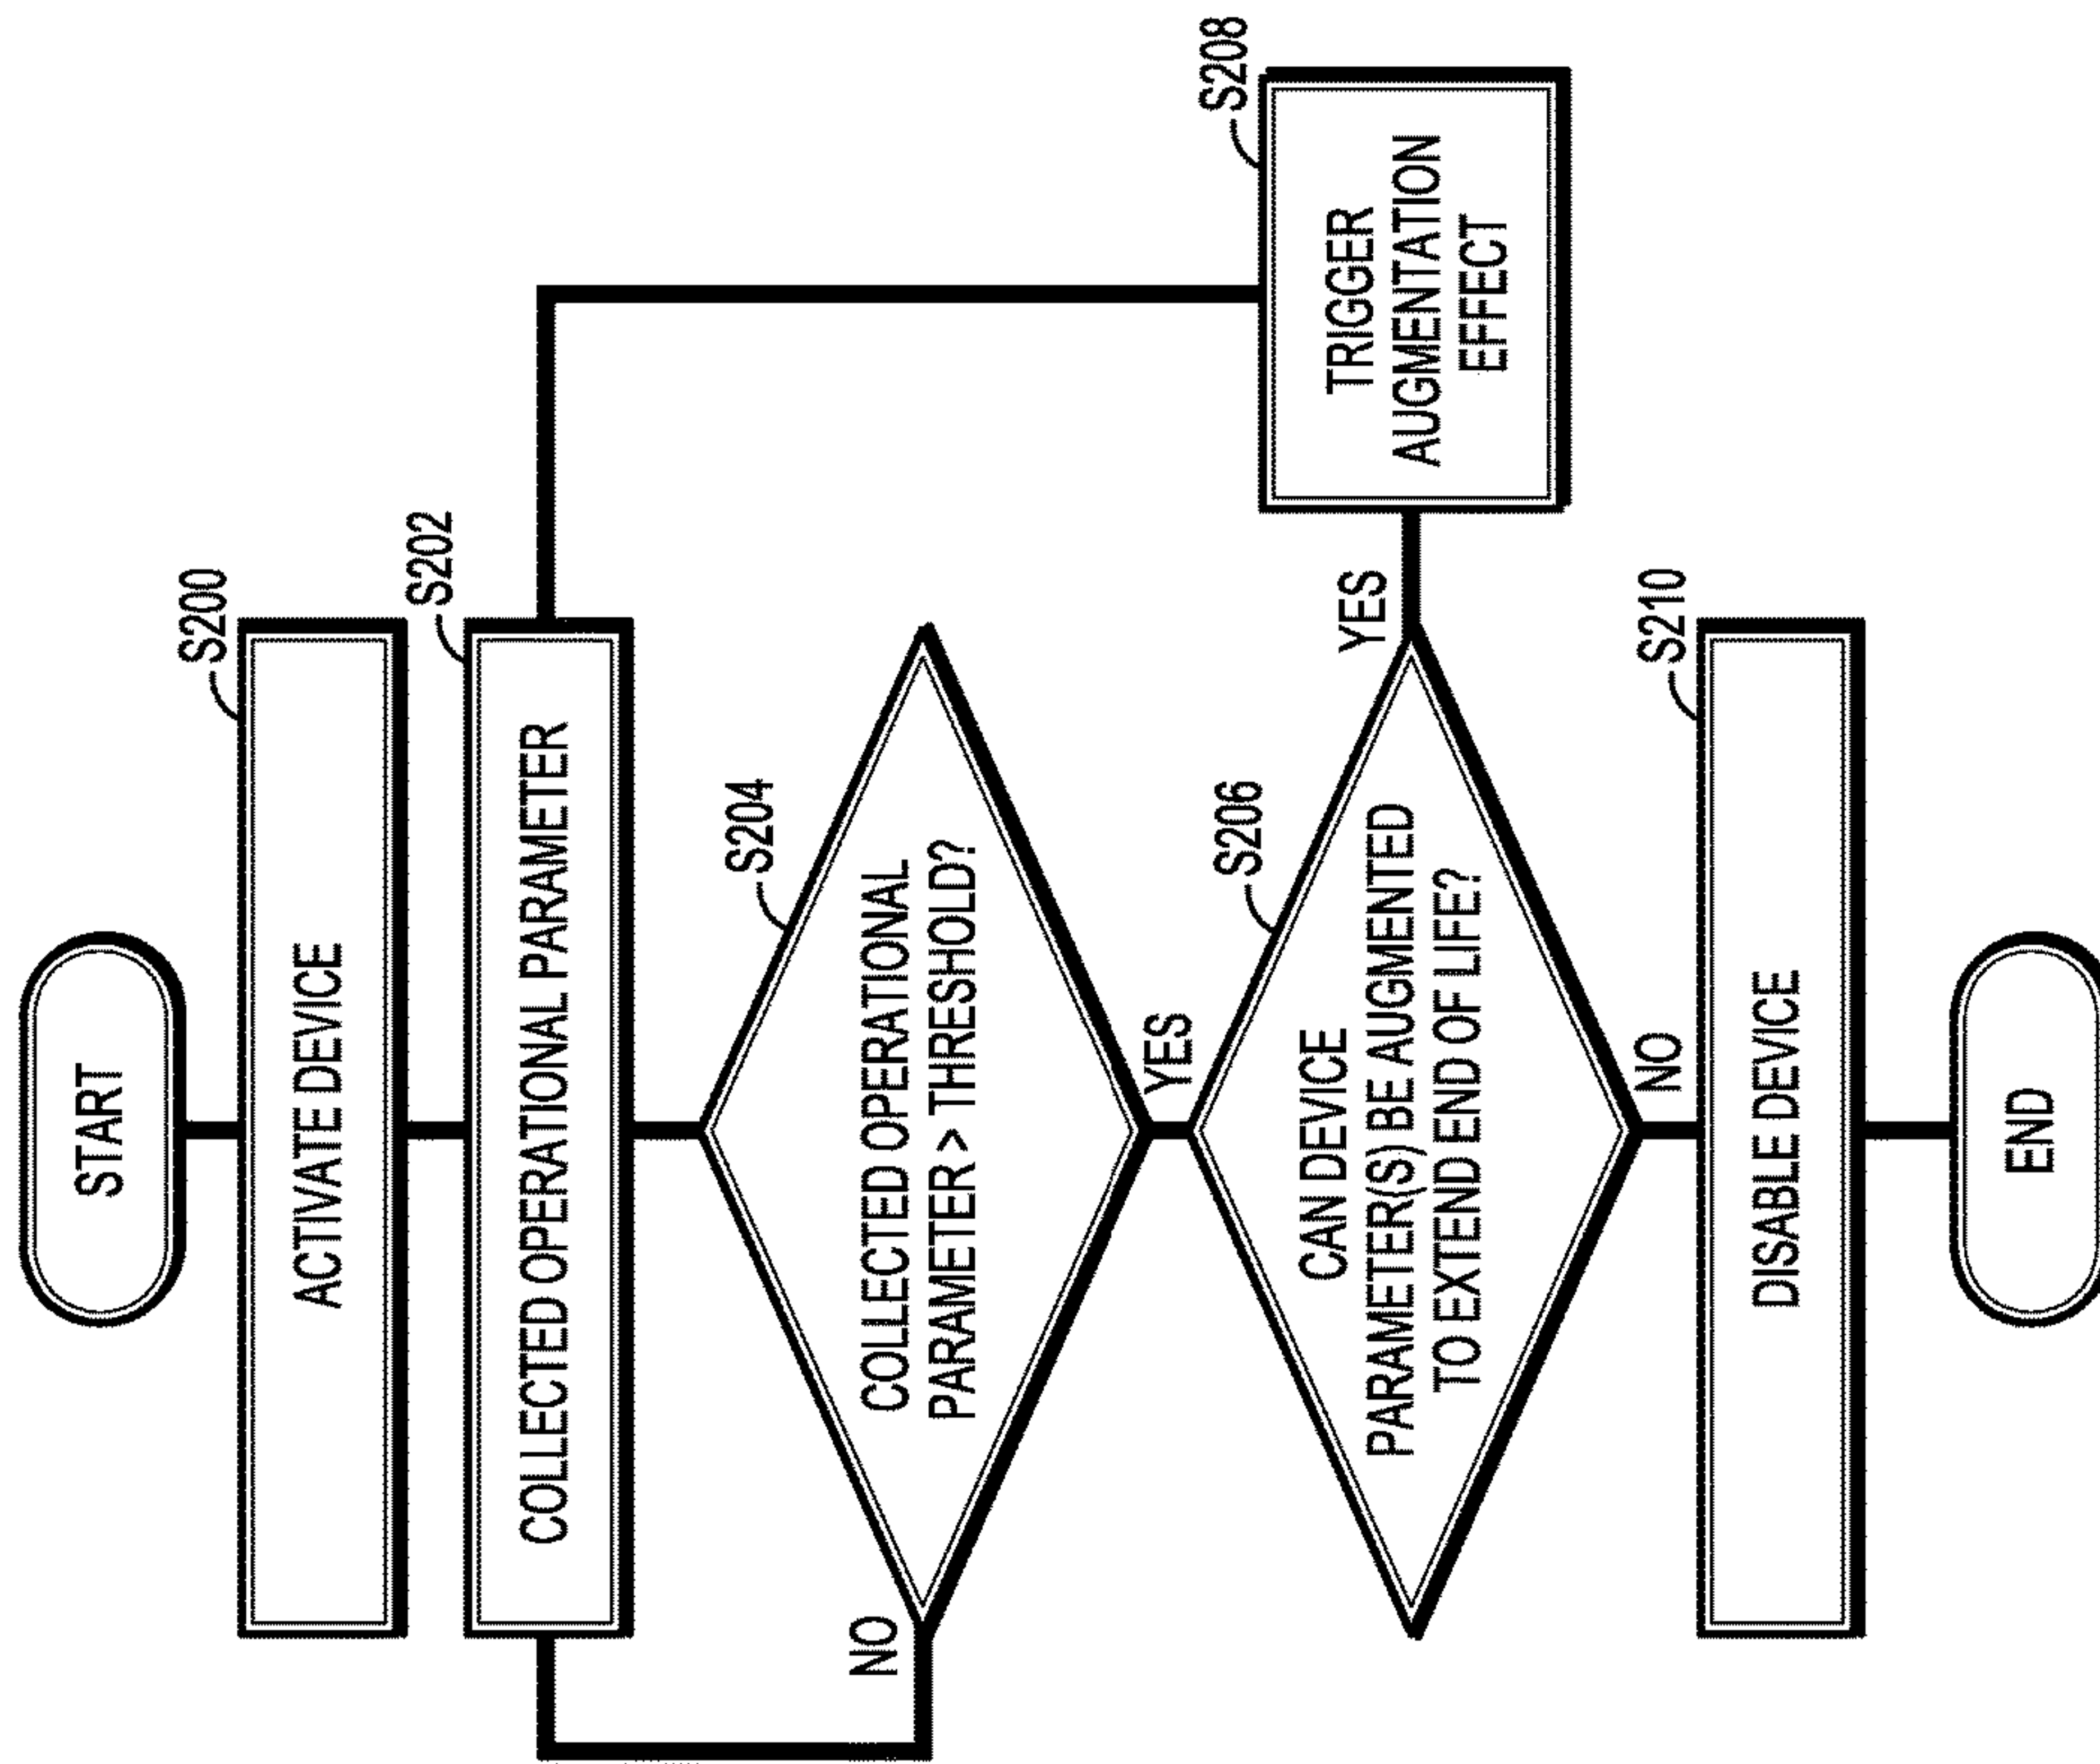 START
S200
ACTIVATE DEVICE
S202
COLLECTED OPERATIONAL PARAMETER
S204
COLLECTED OPERATIONAL
PARAMETER > THRESHOLD?
NO
YES
S206
CAN DEVICE
PARAMETER(S) BE AUGMENTED
TO EXTEND END OF LIFE?
YES
S208
TRIGGER
AUGMENTATION
EFFECT
NO
S210
DISABLE DEVICE
END